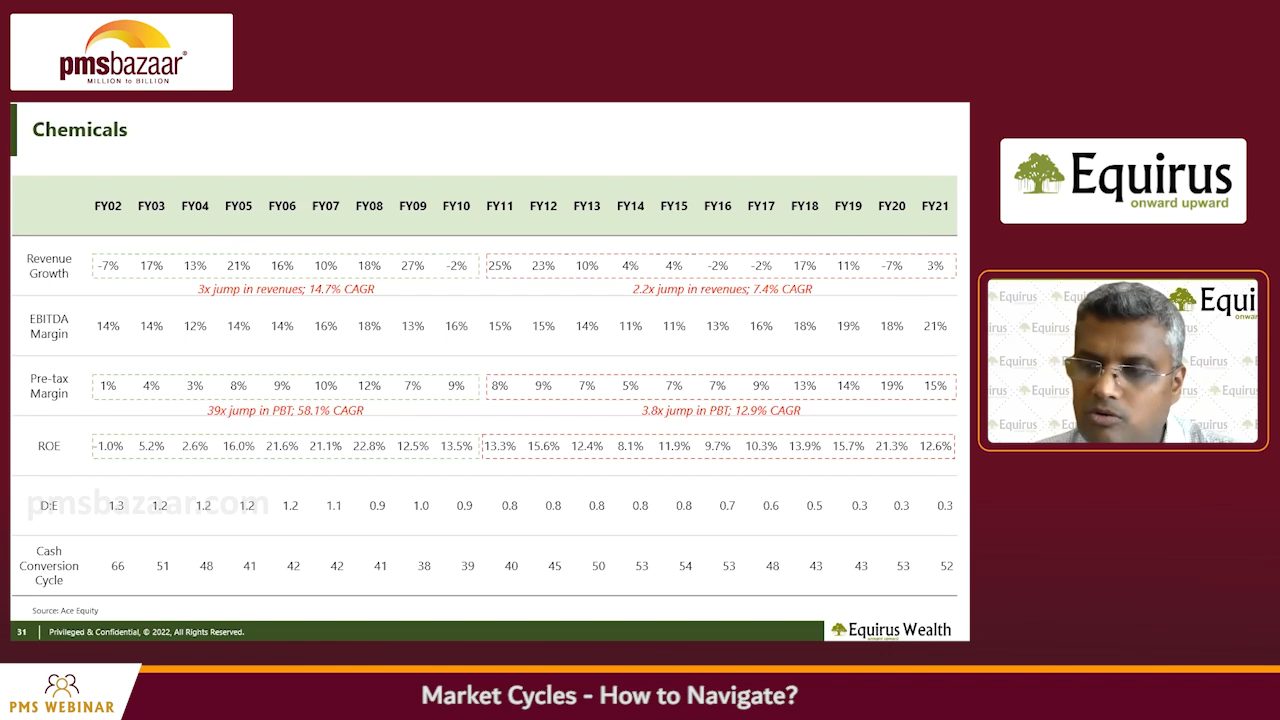 pmsbazaar®
MILLION to BILLION
Chemicals
FY02 FY03 FY04 FY05 FY06 FY07 FY08 FY09 FY10 FY11 FY12 FY13 FY14 FY15 FY16 FY17 FY18 FY19 FY20 FY21
Revenue
Growth
-7% 17% 13% 21% 16% 10% 18% 27% -2% 25% 23% 10% 4% 4% -2% -2% 17% 11% -7% 3%
3x jump in revenues; 14.7% CAGR 2.2x jump in revenues; 7.4% CAGR
EBITDA
Margin
14% 14% 12% 14% 14% 16% 18% 13% 16% 15% 15% 14% 11% 11% 13% 16% 18% 19% 18% 21%
Pre-tax
Margin
1% 4% 3% 8% 9% 10% 12% 7% 9% 8% 9% 7% 5% 7% 7% 9% 13% 14% 19% 15%
39x jump in PBT; 58.1% CAGR 3.8x jump in PBT; 12.9% CAGR
ROE 1.0% 5.2% 2.6% 16.0% 21.6% 21.1% 22.8% 12.5% 13.5% 13.3% 15.6% 12.4% 8.1% 11.9% 9.7% 10.3% 13.9% 15.7% 21.3% 12.6%
pmsbazaar.com
D:E 1.3 1.2 1.2 1.2 1.2 1.1 0.9 1.0 0.9 0.8 0.8 0.8 0.8 0.8 0.7 0.6 0.5 0.3 0.3 0.3
Cash
Conversion
Cycle
66 51 48 41 42 42 41 38 39 40 45 50 53 54 53 48 43 43 53 52
Source: Ace Equity
31 Privileged & Confidential, © 2022, All Rights Reserved.
Equirus Wealth
onward upward
Equirus
onward upward
Equi
onwar
Equirus
Equirus
Equirus
Equirus
Equirus
PMS WEBINAR
Market Cycles - How to Navigate?